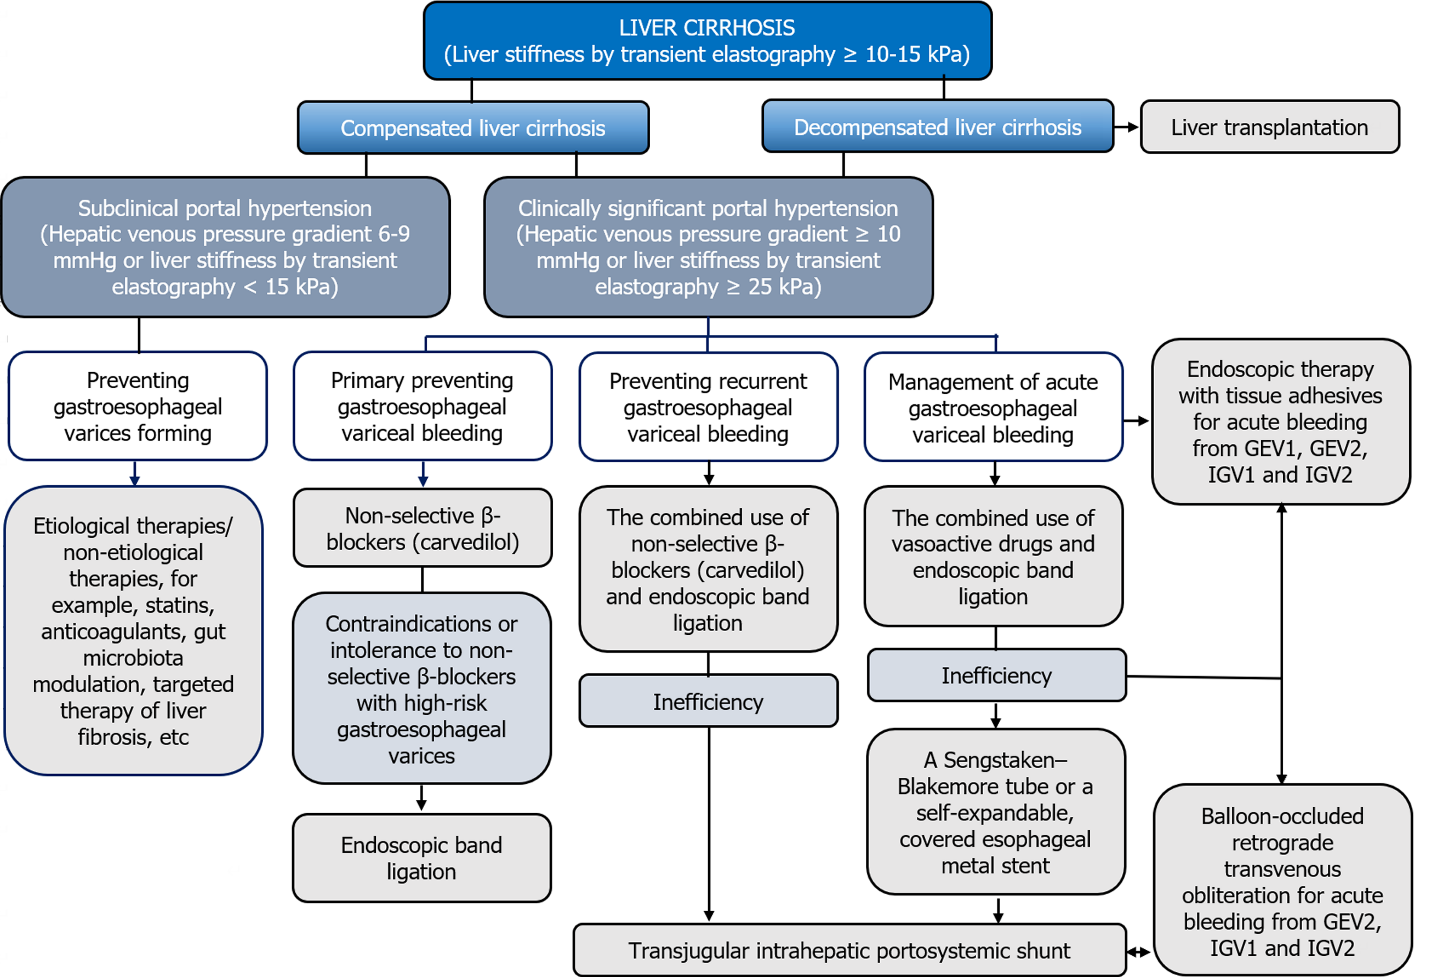 LIVER CIRRHOSIS
(Liver stiffness by transient elastography ≥ 10-15 kPa)
Compensated liver cirrhosis
Decompensated liver cirrhosis
Liver transplantation
Subclinical portal hypertension
(Hepatic venous pressure gradient 6-9
mmHg or liver stiffness by transient
elastography < 15 kPa)
Clinically significant portal hypertension
(Hepatic venous pressure gradient ≥ 10
mmHg or liver stiffness by transient
elastography ≥ 25 kPa)
Preventing
gastroesophageal
varices forming
Primary preventing
gastroesophageal
variceal bleeding
Preventing recurrent
gastroesophageal
variceal bleeding
Management of acute
gastroesophageal
variceal bleeding
Endoscopic therapy
with tissue adhesives
for acute bleeding
from GEV1, GEV2,
IGV1 and IGV2
Etiological therapies/
non-etiological
therapies, for
example, statins,
anticoagulants, gut
microbiota
modulation, targeted
therapy of liver
fibrosis, etc
Non-selective β-
blockers (carvedilol)
Contraindications or
intolerance to non-
selective β-blockers
with high-risk
gastroesophageal
varices
Endoscopic band
ligation
The combined use of
non-selective β-
blockers (carvedilol)
and endoscopic band
ligation
Inefficiency
The combined use of
vasoactive drugs and
endoscopic band
ligation
Inefficiency
A Sengstaken–
Blakemore tube or a
self-expandable,
covered esophageal
metal stent
Transjugular intrahepatic portosystemic shunt
Balloon-occluded
retrograde
transvenous
obliteration for acute
bleeding from GEV2,
IGV1 and IGV2